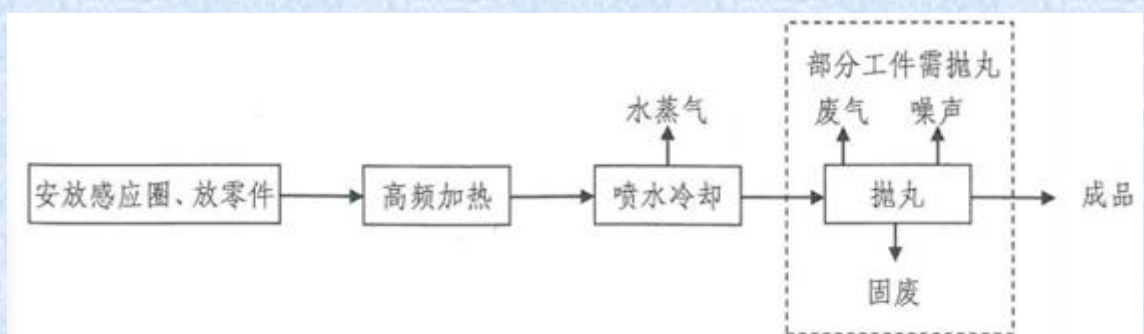 部分工件需抛丸
水蒸气
废气
噪声
安放感应圈、放零件
高频加热
喷水冷却
抛丸
成品
固废